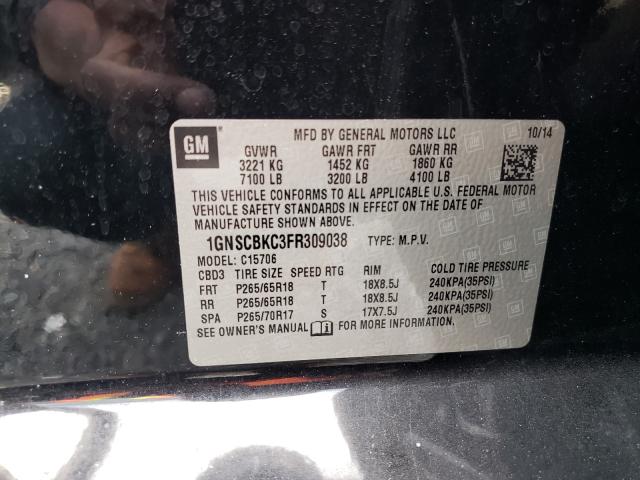 GM
MFD BY GENERAL MOTORS LLC 10/14
GVWR GAWR FRT GAWR RR
3221 KG 1452 KG 1860 KG
7100 LB 3200 LB 4100 LB
THIS VEHICLE CONFORMS TO ALL APPLICABLE U.S. FEDERAL MOTOR
VEHICLE SAFETY STANDARDS IN EFFECT ON THE DATE OF
MANUFACTURE SHOWN ABOVE.
1GNSCBKC3FR309038 TYPE: M.P.V.
MODEL: C15706
CBD3 TIRE SIZE SPEED RTG RIM COLD TIRE PRESSURE
FRT P265/65R18 T 18X8.5J 240KPA(35PSI)
RR P265/65R18 T 18X8.5J 240KPA(35PSI)
SPA P265/70R17 S 17X7.5J 240KPA(35PSI)
SEE OWNER'S MANUAL FOR MORE INFORMATION.